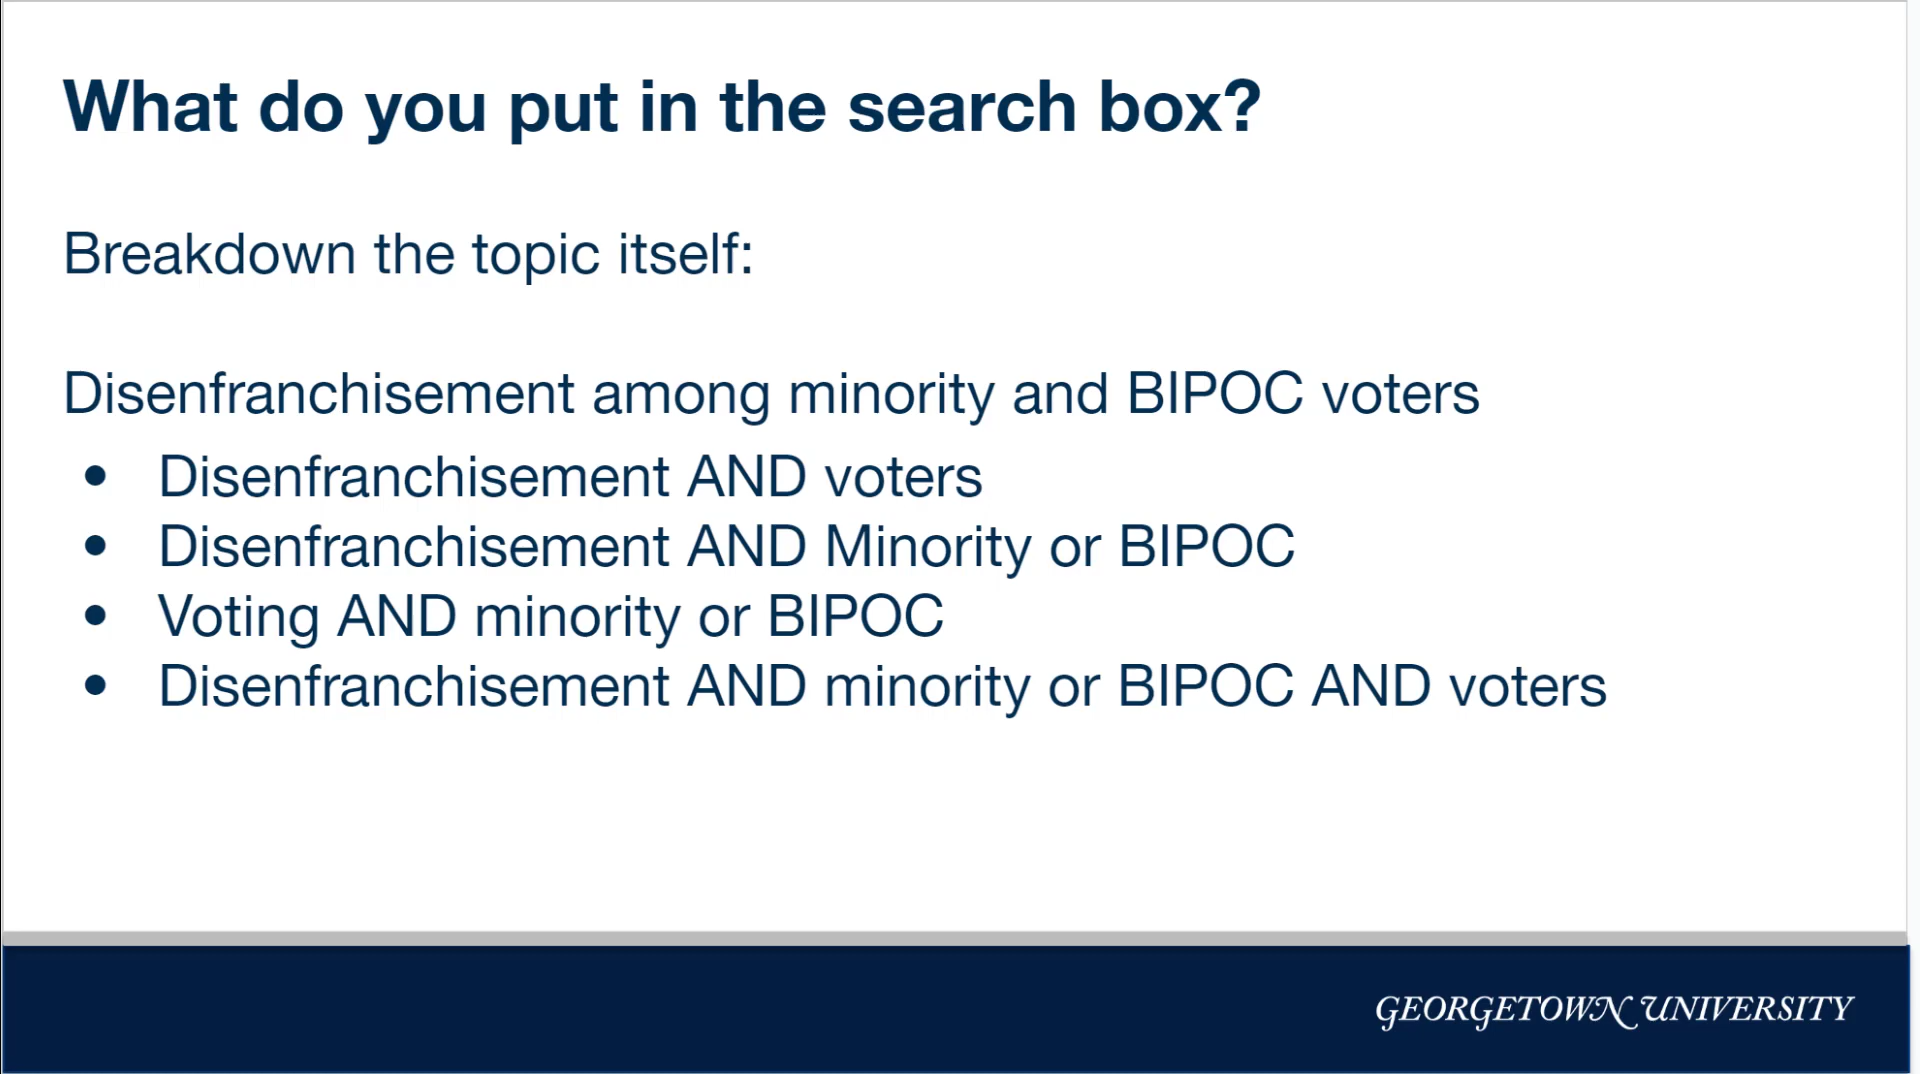 What do you put in the search box?
Breakdown the topic itself:
Disenfranchisement among minority and BIPOC voters
• Disenfranchisement AND voters
• Disenfranchisement AND Minority or BIPOC
• Voting AND minority or BIPOC
• Disenfranchisement AND minority or BIPOC AND voters
GEORGETOWN UNIVERSITY